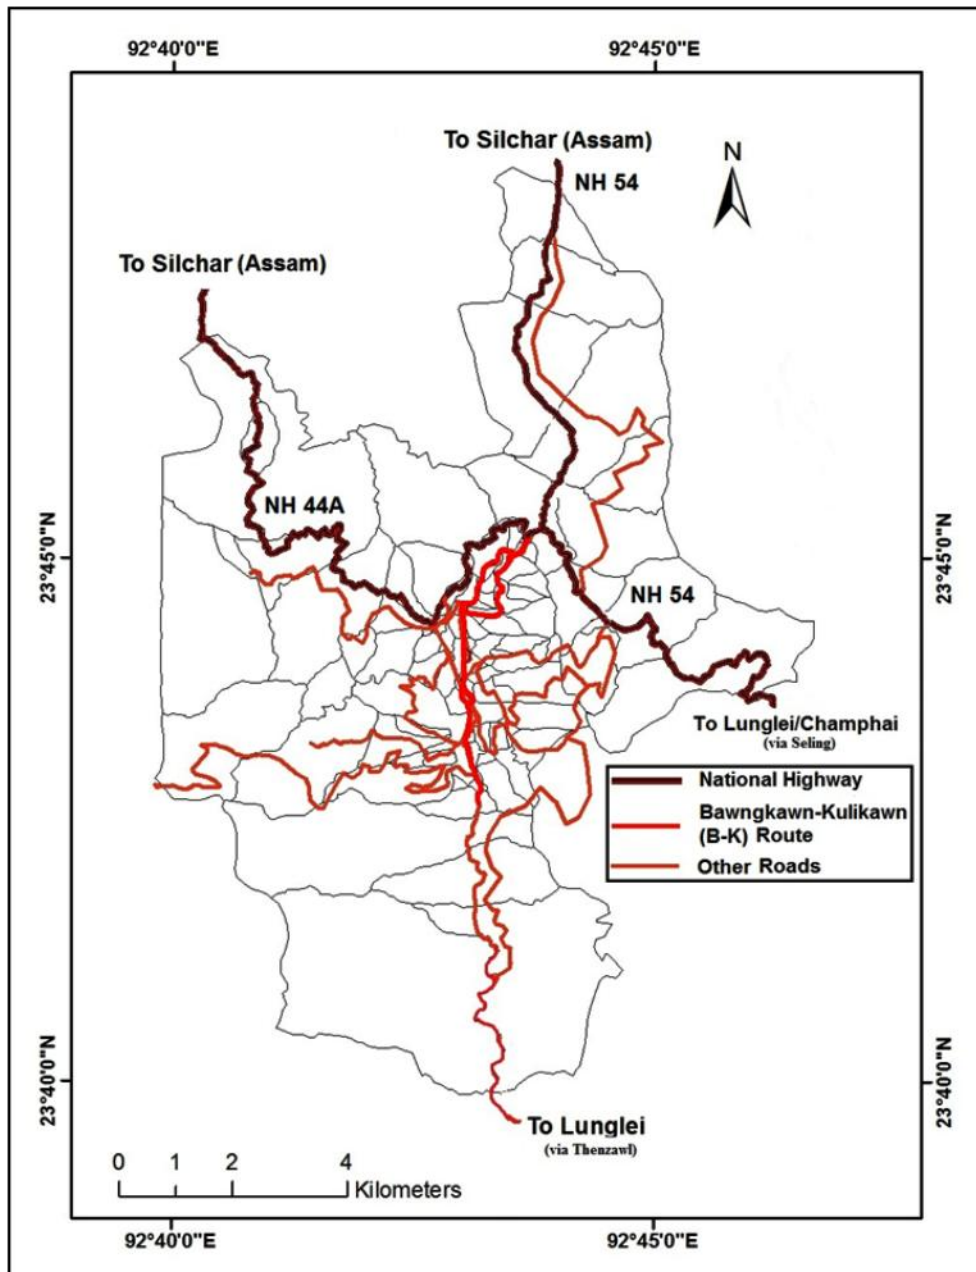 92°40'0"E
92°45'0"E
To Silchar (Assam)
N
NH 54
To Silchar (Assam)
NH 44A
23°45'0"N
23°45'0"N
NH 54
To Lunglei/Champhai
(via Seling)
National Highway
Bawngkawn-Kulikawn
(B-K) Route
Other Roads
23°40'0"N
23°40'0"N
To Lunglei
(via Thenzawl)
0 1 2 4
Kilometers
92°40'0"E
92°45'0"E